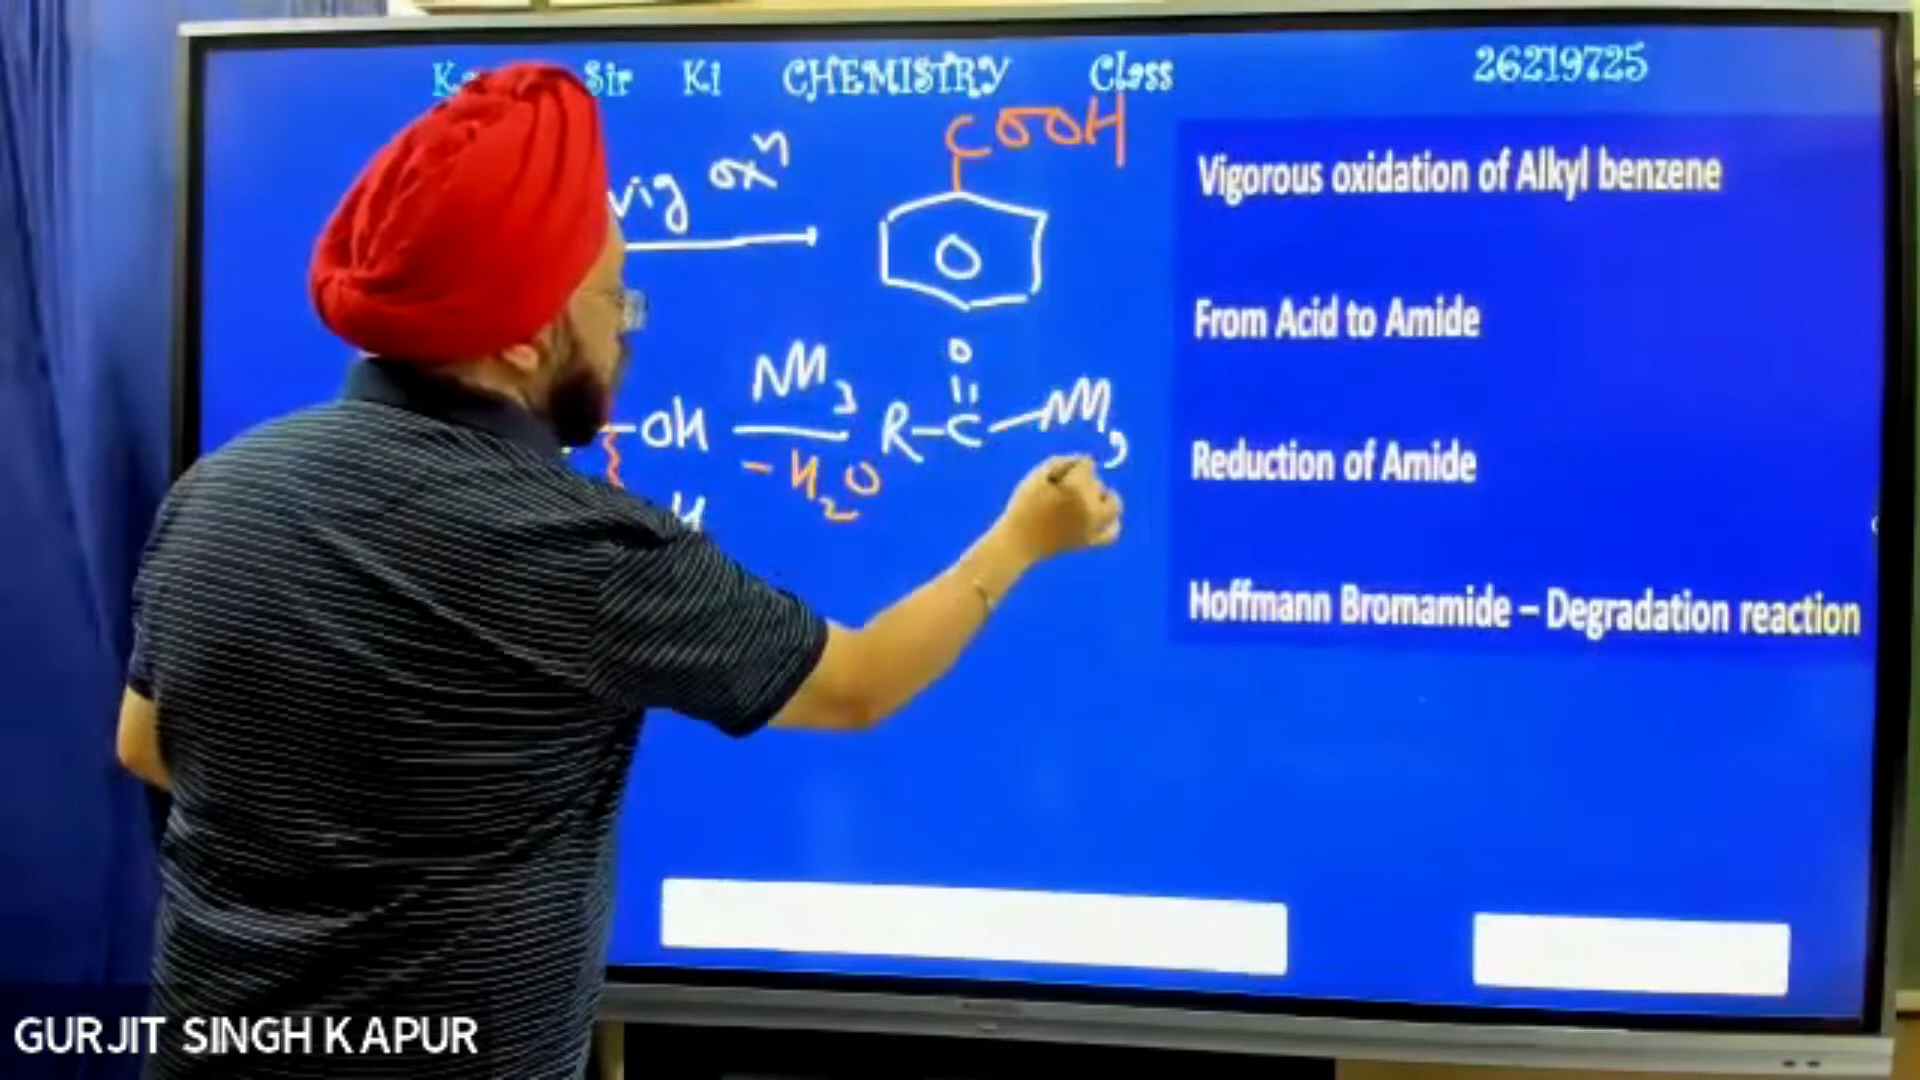 Sir Ki CHEMISTRY Class 26219725
COOH
vig oxn
Vigorous oxidation of Alkyl benzene
O
From Acid to Amide
O
OH NH3 R-C-NH2
-H2O
H
Reduction of Amide
Hoffmann Bromamide – Degradation reaction
GURJIT SINGH KAPUR